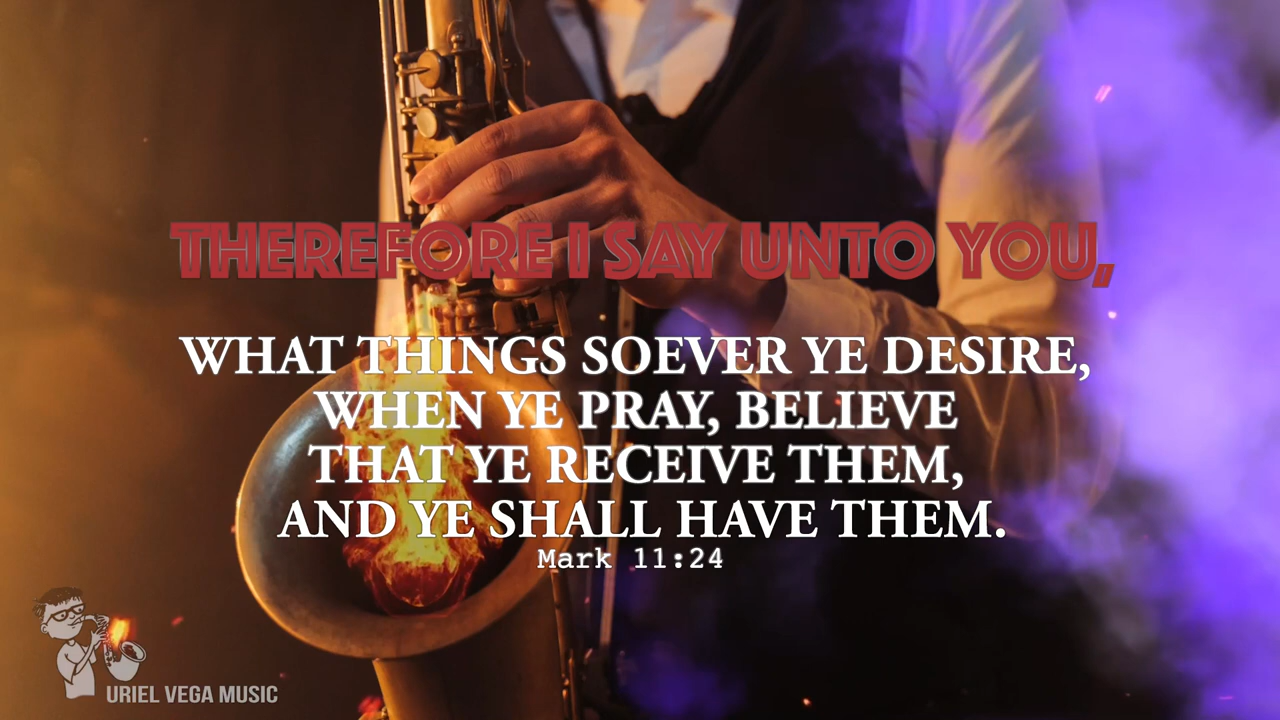 THEREFORE I SAY UNTO YOU,
WHAT THINGS SOEVER YE DESIRE,
WHEN YE PRAY, BELIEVE
THAT YE RECEIVE THEM,
AND YE SHALL HAVE THEM.
Mark 11:24
URIEL VEGA MUSIC